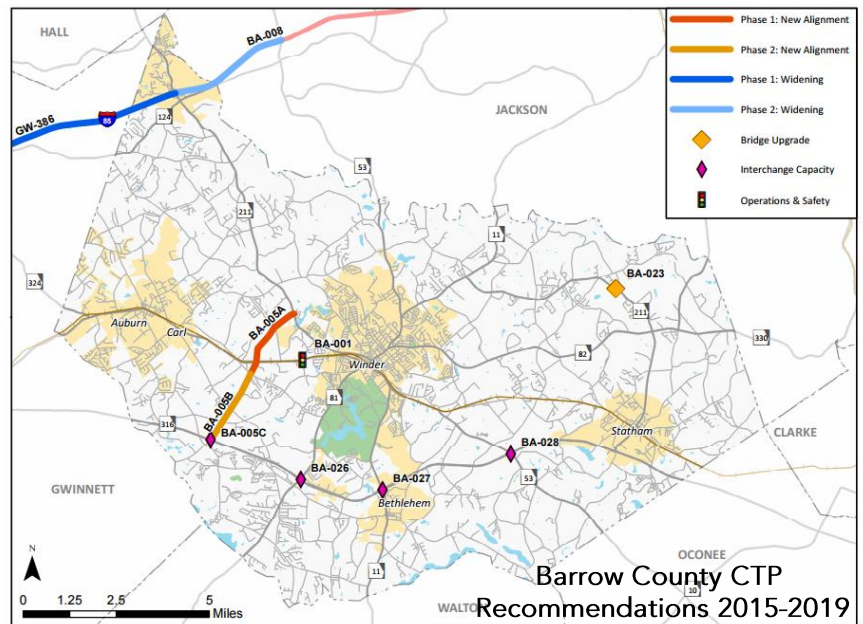 HALL
BA-008
GW-386
85
124
JACKSON
Phase 1: New Alignment
Phase 2: New Alignment
Phase 1: Widening
Phase 2: Widening
Bridge Upgrade
Interchange Capacity
Operations & Safety
53
211
11
324
BA-023
211
BA-005A
BA-001
Auburn
Carl
Winder
330
82
81
BA-005B
316
BA-005C
Statham
CLARKE
BA-028
BA-026
BA-027
53
GWINNETT
Bethlehem
OCONEE
N
11
10
Barrow County CTP
WALTO
Recommendations 2015-2019
0 1.25 2.5 5
Miles